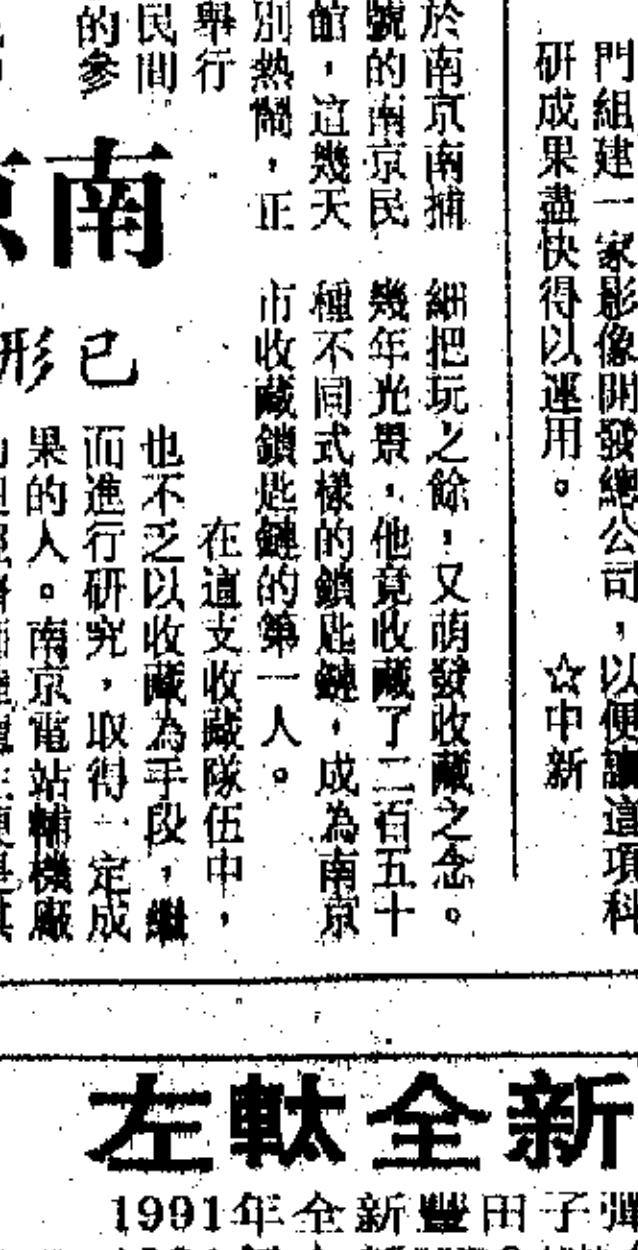 門組建一家影像開發總公司，以便讓這項科
研成果盡快得以運用。　☆中新
於南京南捕
號的南京民
館，這幾天
別熱鬧，正
舉行
民間
的參
南
已形
細把玩之餘，又萌發收藏之念。
幾年光景，他竟收藏了二百五十
種不同式樣的鎖匙鏈，成為南京
市收藏鎖匙鏈的第一人。
在這支收藏隊伍中，
也不乏以收藏為手段，繼
而進行研究，取得一定成
果的人。南京電站輔機廠
左軚全新
1991年全新豐田子彈